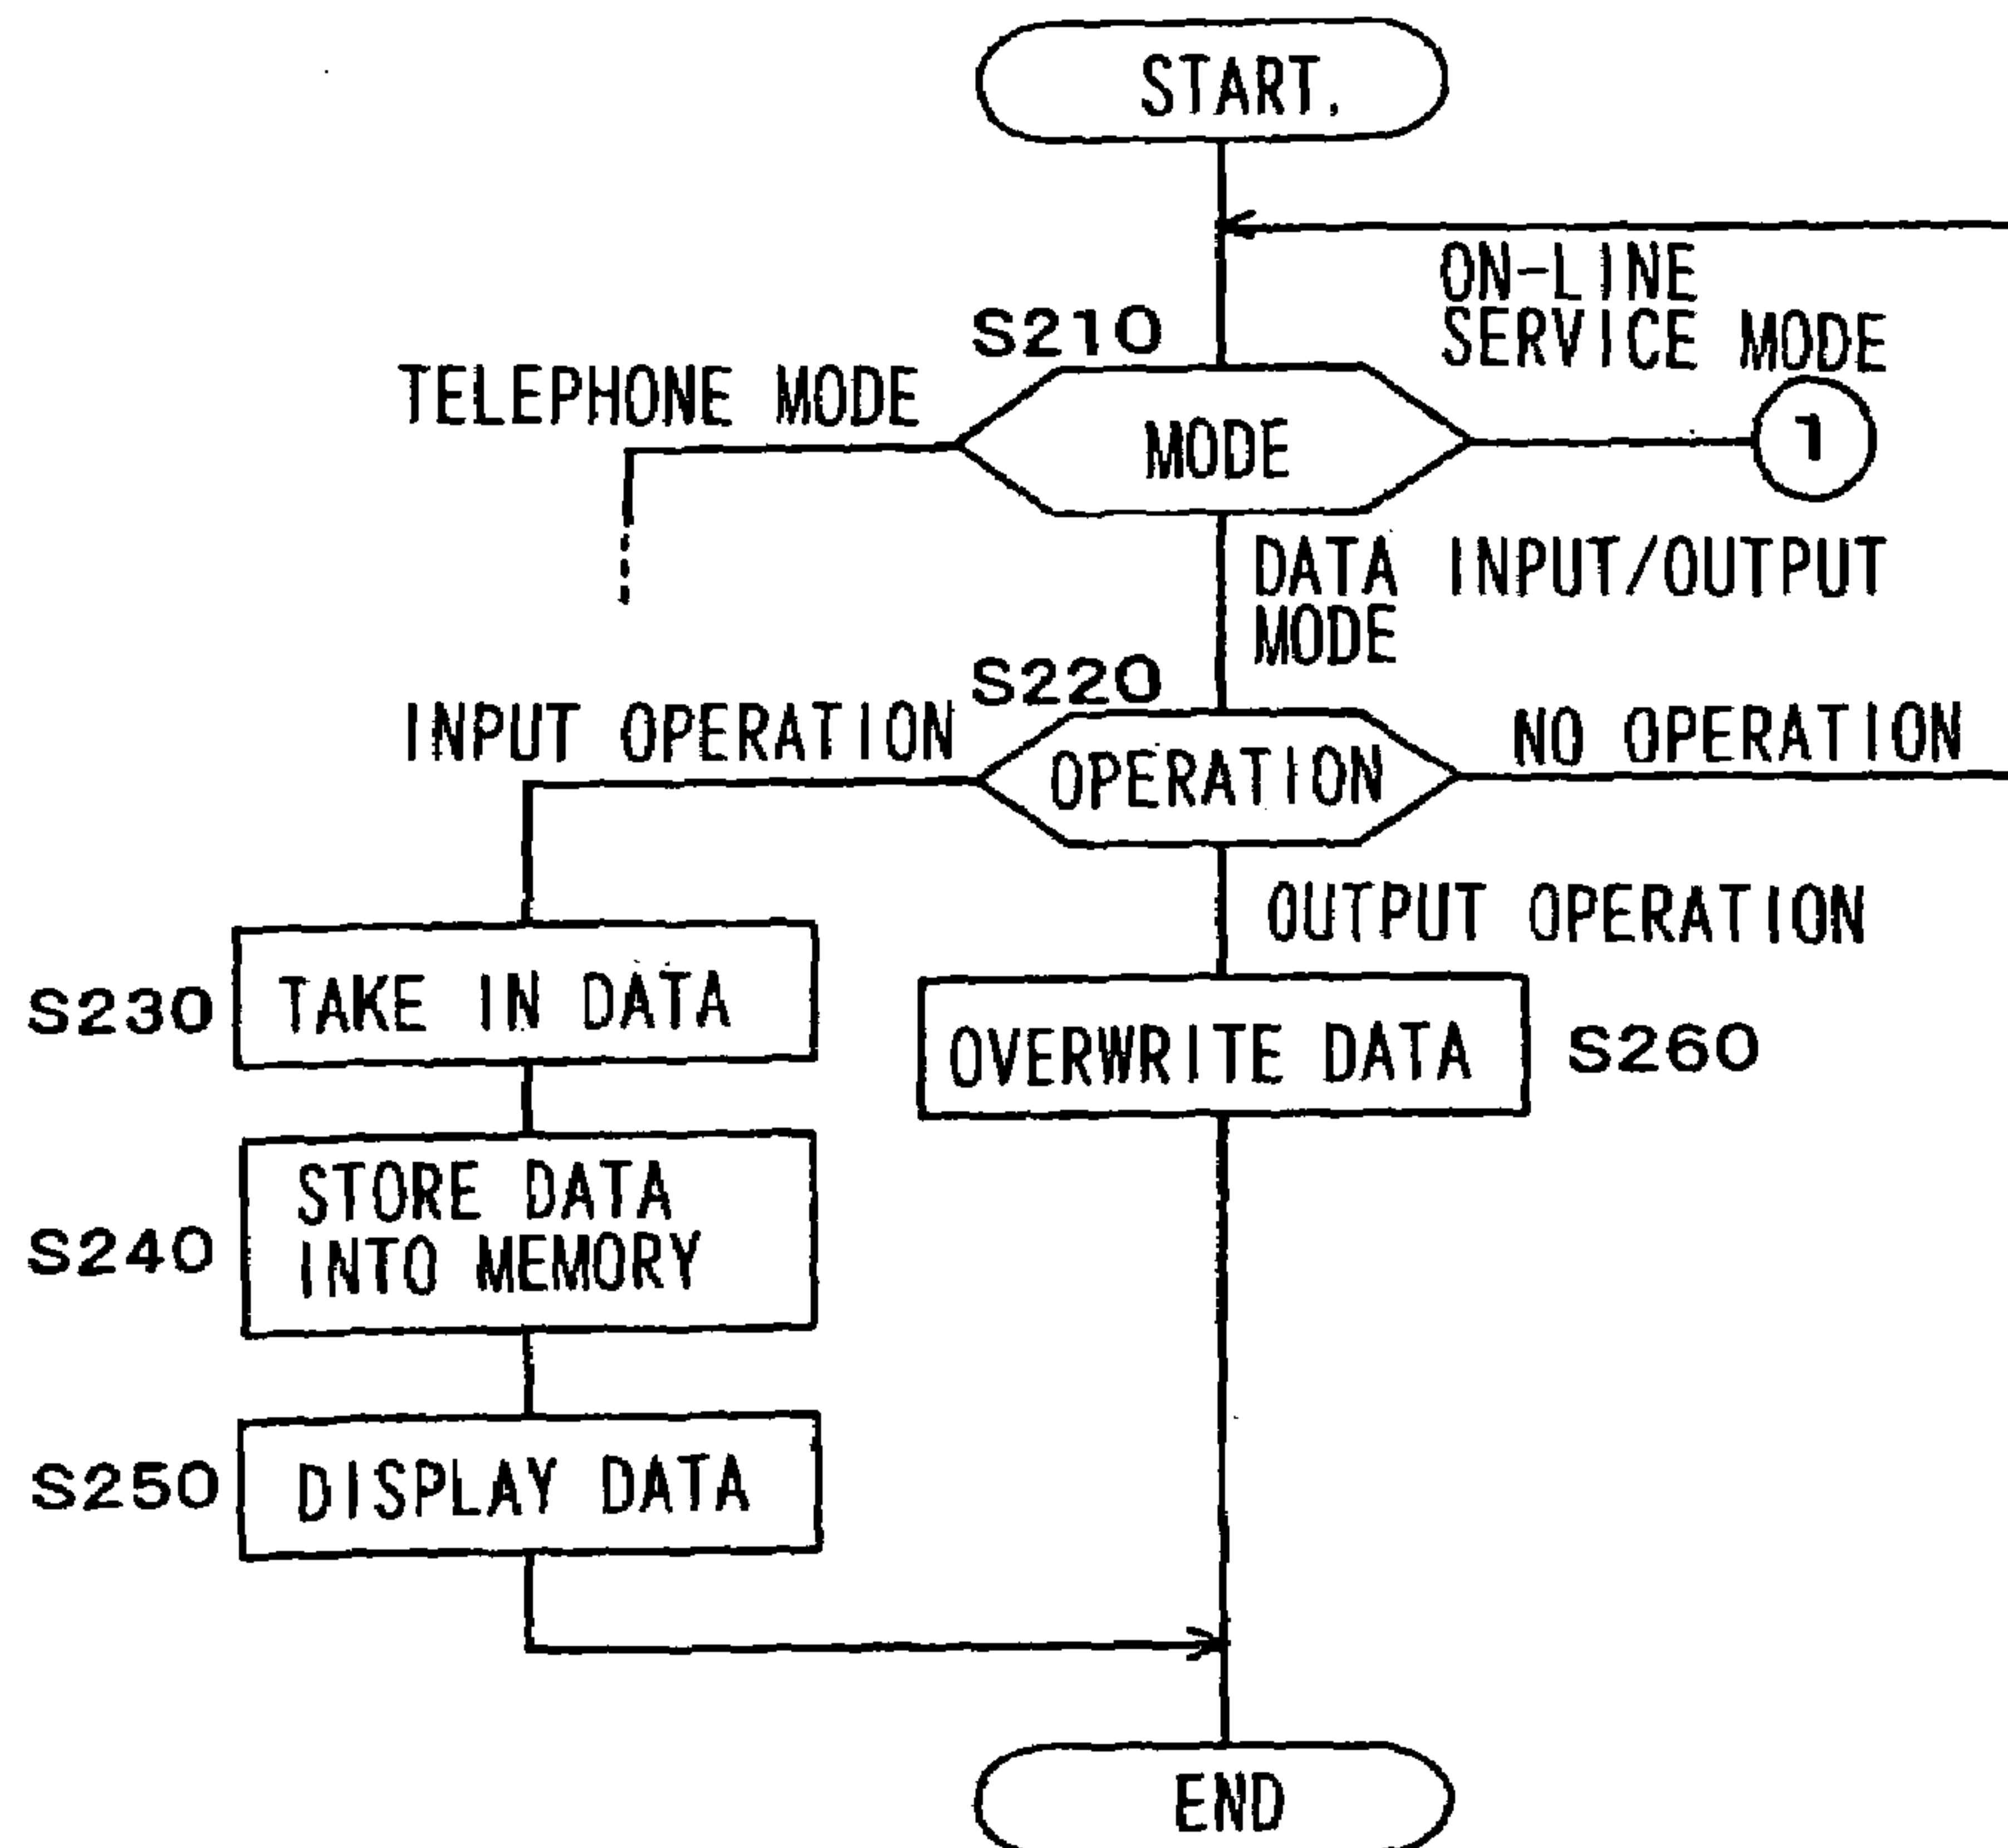 START.
ON-LINE
SERVICE MODE
S210
TELEPHONE MODE
MODE
1
DATA INPUT/OUTPUT
MODE
S220
INPUT OPERATION
OPERATION
NO OPERATION
OUTPUT OPERATION
S230
TAKE IN DATA
OVERWRITE DATA
S260
S240
STORE DATA
INTO MEMORY
S250
DISPLAY DATA
END